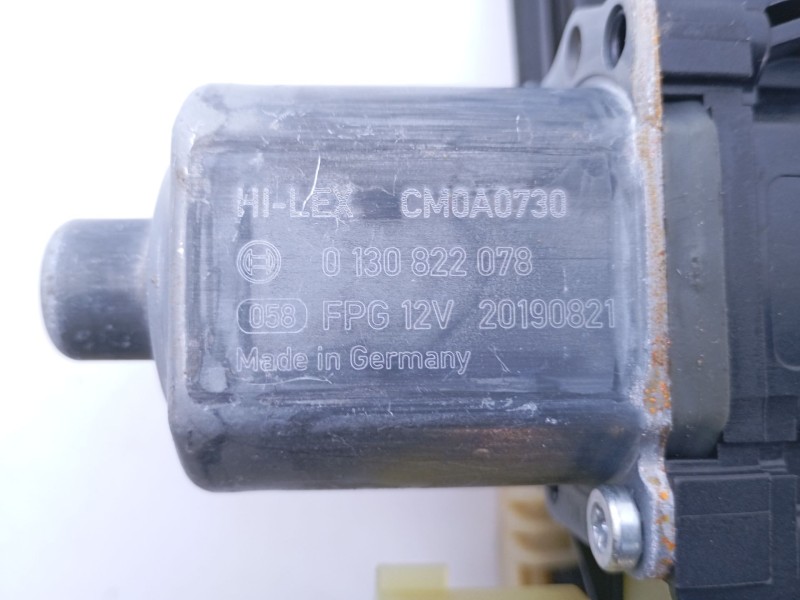 HI-LEX CM0A0730
0 130 822 078
058 FPG 12V 20190821
Made in Germany